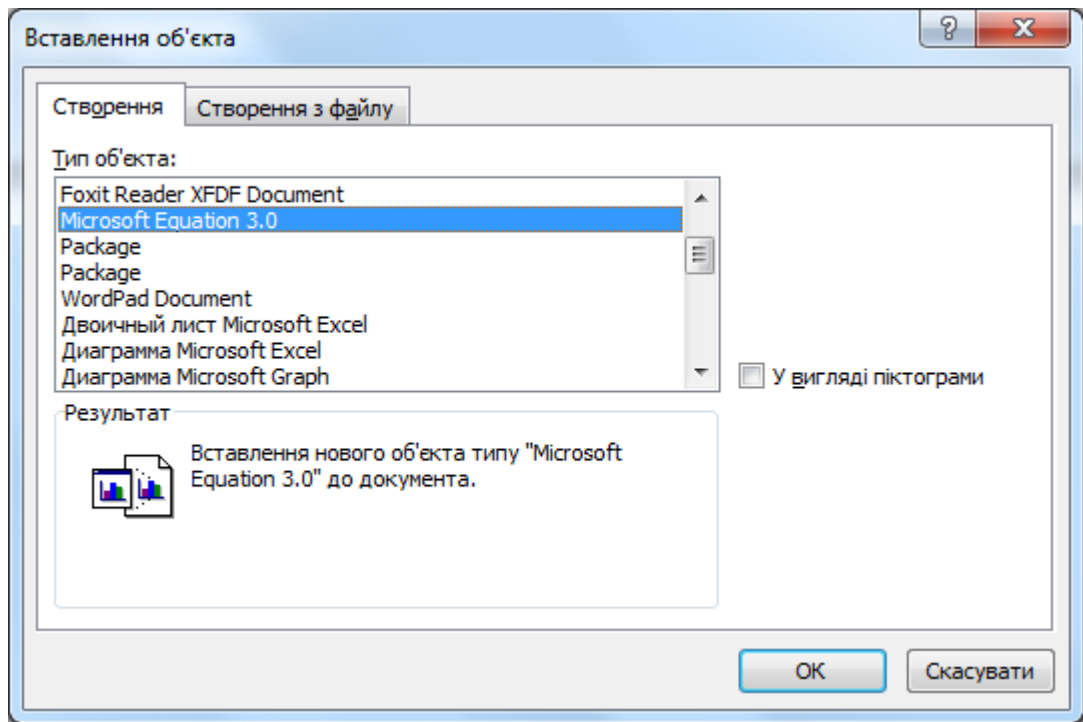 Вставлення об'єкта
Створення
Створення з файлу
Тип об'єкта:
Foxit Reader XFDF Document
Microsoft Equation 3.0
Package
Package
WordPad Document
Двоичный лист Microsoft Excel
Диаграмма Microsoft Excel
Диаграмма Microsoft Graph
У вигляді піктограми
Результат
Вставлення нового об'єкта типу "Microsoft
Equation 3.0" до документа.
ОК
Скасувати